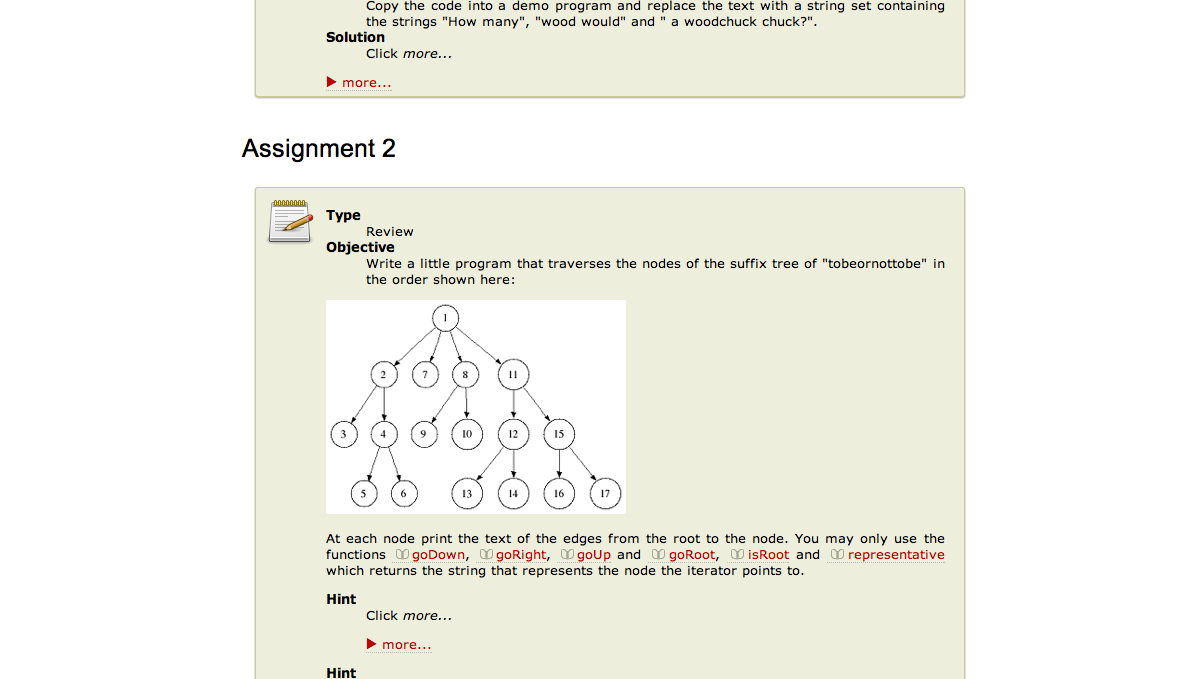 Copy the code into a demo program and replace the text with a string set containing
the strings "How many", "wood would" and " a woodchuck chuck?".
Solution
Click more...
more...
Assignment 2
Type
Review
Objective
Write a little program that traverses the nodes of the suffix tree of "tobeornottobe" in
the order shown here:
1
2 7 8 11
3 4 9 10 12 15
5 6 13 14 16 17
At each node print the text of the edges from the root to the node. You may only use the
functions goDown, goRight, goUp and goRoot, isRoot and representative
which returns the string that represents the node the iterator points to.
Hint
Click more...
more...
Hint